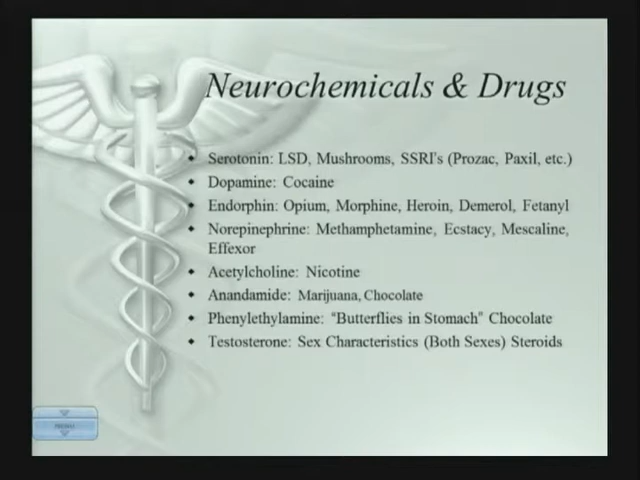 Neurochemicals & Drugs
Serotonin: LSD, Mushrooms, SSRI's (Prozac, Paxil, etc.)
Dopamine: Cocaine
Endorphin: Opium, Morphine, Heroin, Demerol, Fetanyl
Norepinephrine: Methamphetamine, Ecstacy, Mescaline,
Effexor
Acetylcholine: Nicotine
Anandamide: Marijuana, Chocolate
Phenylethylamine: "Butterflies in Stomach" Chocolate
Testosterone: Sex Characteristics (Both Sexes) Steroids